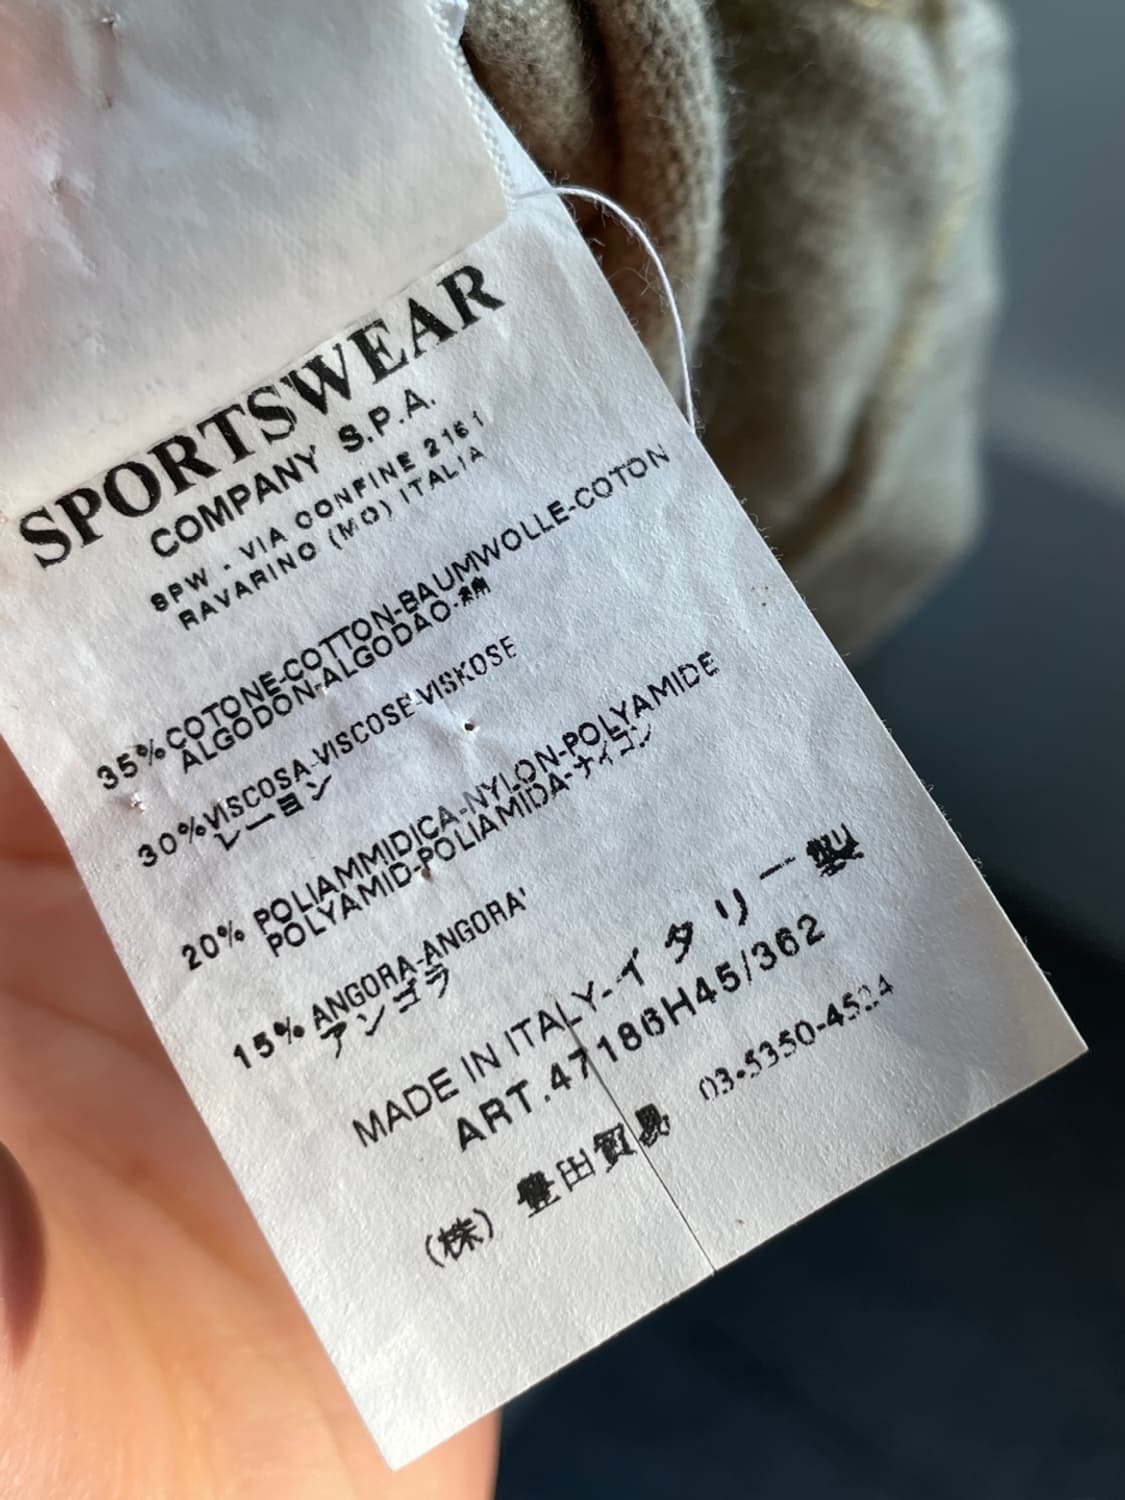 SPORTSWEAR
COMPANY S.P.A.
SPW - VIA CONFINE 2161
RAVARINO (MO) ITALIA
35% COTONE-COTTON-BAUMWOLLE-COTON
ALGODON-ALGODAO-綿
30% VISCOSA-VISCOSE-VISKOSE
レーヨン
20% POLIAMMIDICA-NYLON-POLYAMIDE
POLYAMID-POLIAMIDA-ナイロン
15% ANGORA-ANGORA'
アンゴラ
MADE IN ITALY-イタリー製
ART.47186H45/362
(株) 豊田貿易 03-5350-4524